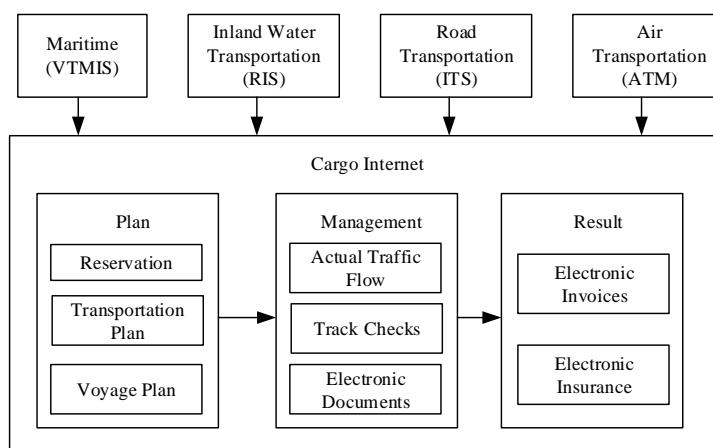 Maritime
(VTMIS)
Inland Water
Transportation
(RIS)
Road
Transportation
(ITS)
Air
Transportation
(ATM)
Cargo Internet
Plan
Reservation
Transportation
Plan
Voyage Plan
Management
Actual Traffic
Flow
Track Checks
Electronic
Documents
Result
Electronic
Invoices
Electronic
Insurance